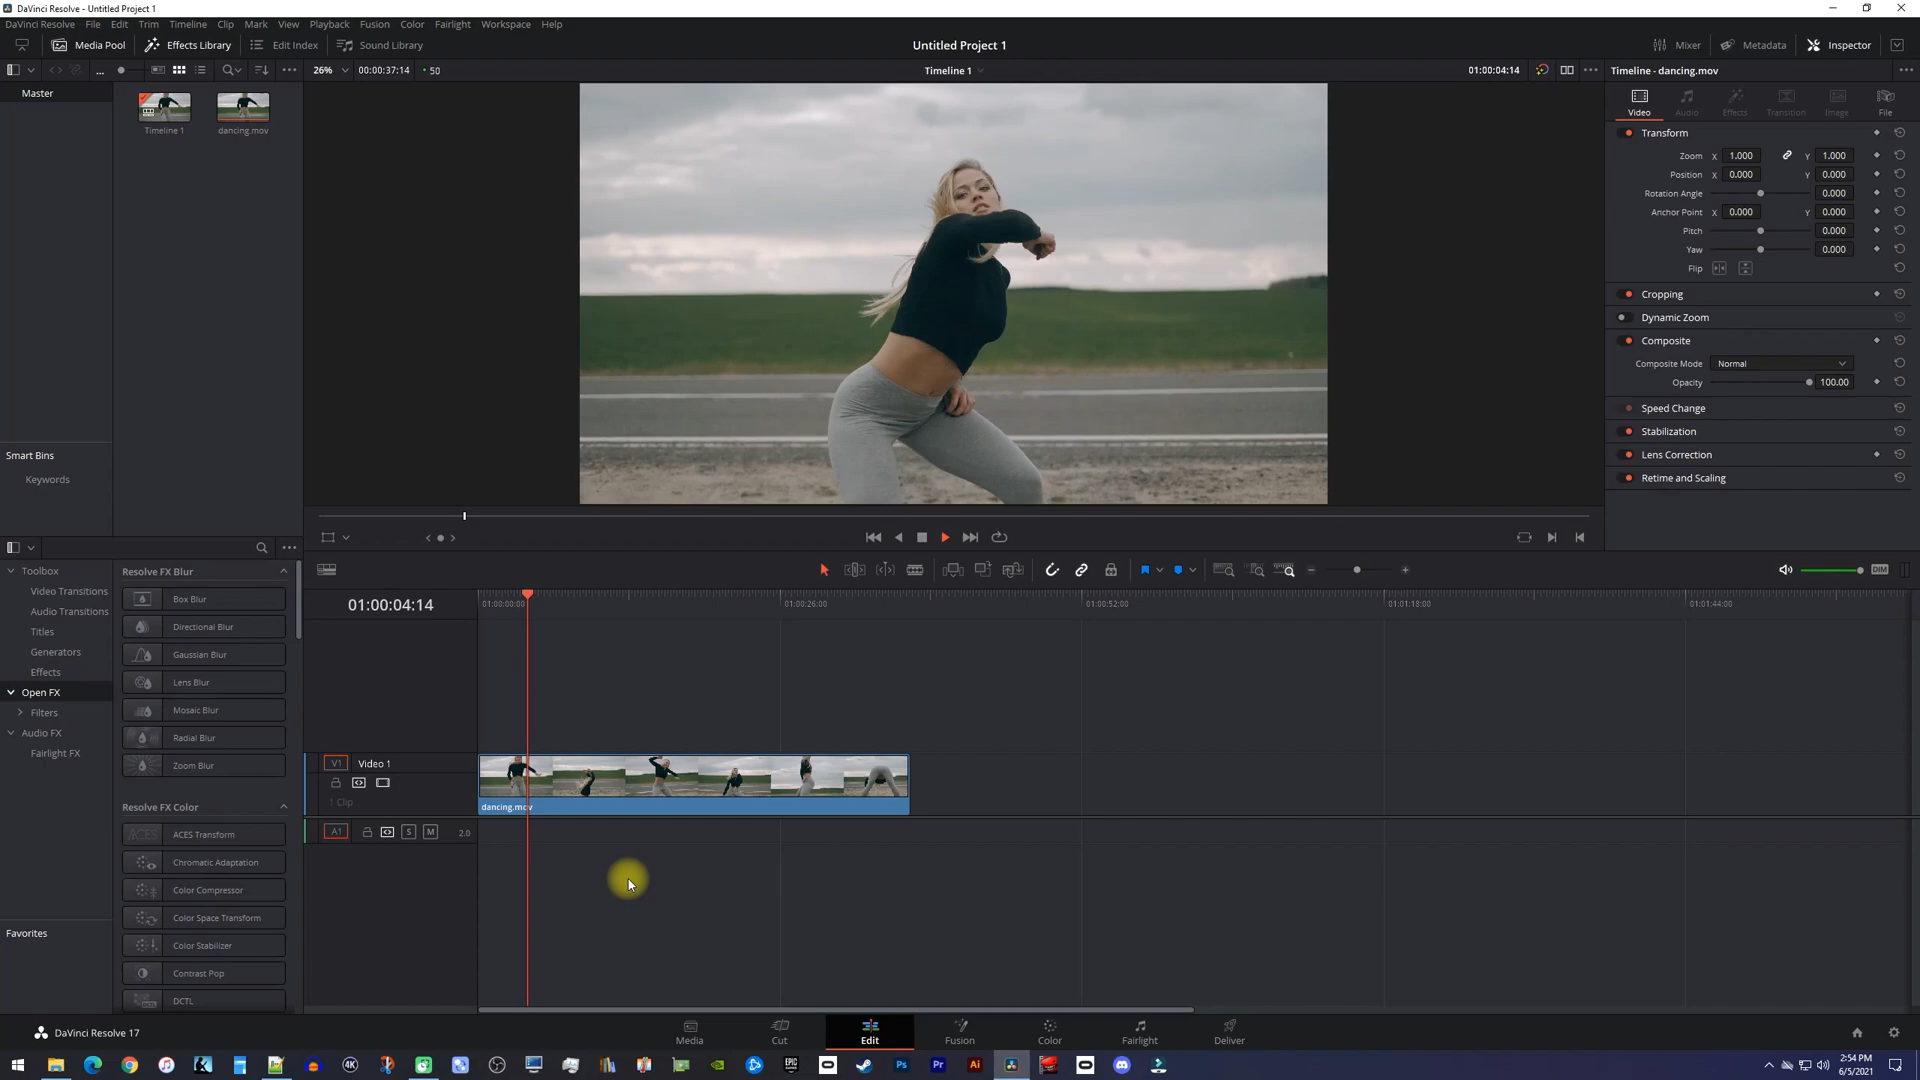 DaVinci Resolve - Untitled Project 1
DaVinci Resolve File Edit Trim Timeline Clip Mark View Playback Fusion Color Fairlight Workspace Help
Media Pool Effects Library Edit Index Sound Library Untitled Project 1 Mixer Metadata Inspector
... 26% 00:00:37:14 50 Timeline 1 01:00:04:14 Timeline - dancing.mov
Master
Timeline 1 dancing.mov
Video Audio Effects Transition Image File
Transform
Zoom X 1.000 Y 1.000
Position X 0.000 Y 0.000
Rotation Angle 0.000
Anchor Point X 0.000 Y 0.000
Pitch 0.000
Yaw 0.000
Flip
Cropping
Dynamic Zoom
Composite
Composite Mode Normal
Opacity 100.00
Speed Change
Stabilization
Lens Correction
Retime and Scaling
Smart Bins
Keywords
Toolbox
Video Transitions
Audio Transitions
Titles
Generators
Effects
Open FX
Filters
Audio FX
Fairlight FX
Favorites
Resolve FX Blur
Box Blur
Directional Blur
Gaussian Blur
Lens Blur
Mosaic Blur
Radial Blur
Zoom Blur
Resolve FX Color
ACES ACES Transform
Chromatic Adaptation
Color Compressor
Color Space Transform
Color Stabilizer
Contrast Pop
DCTL
DIM
01:00:04:14 01:00:00:00 01:00:26:00 01:00:52:00 01:01:18:00 01:01:44:00
V1 Video 1
1 Clip
dancing.mov
A1 S M 2.0
DaVinci Resolve 17
Media Cut Edit Fusion Color Fairlight Deliver
4K EPIC GAMES Ps Pr Ai
2:54 PM
6/5/2021